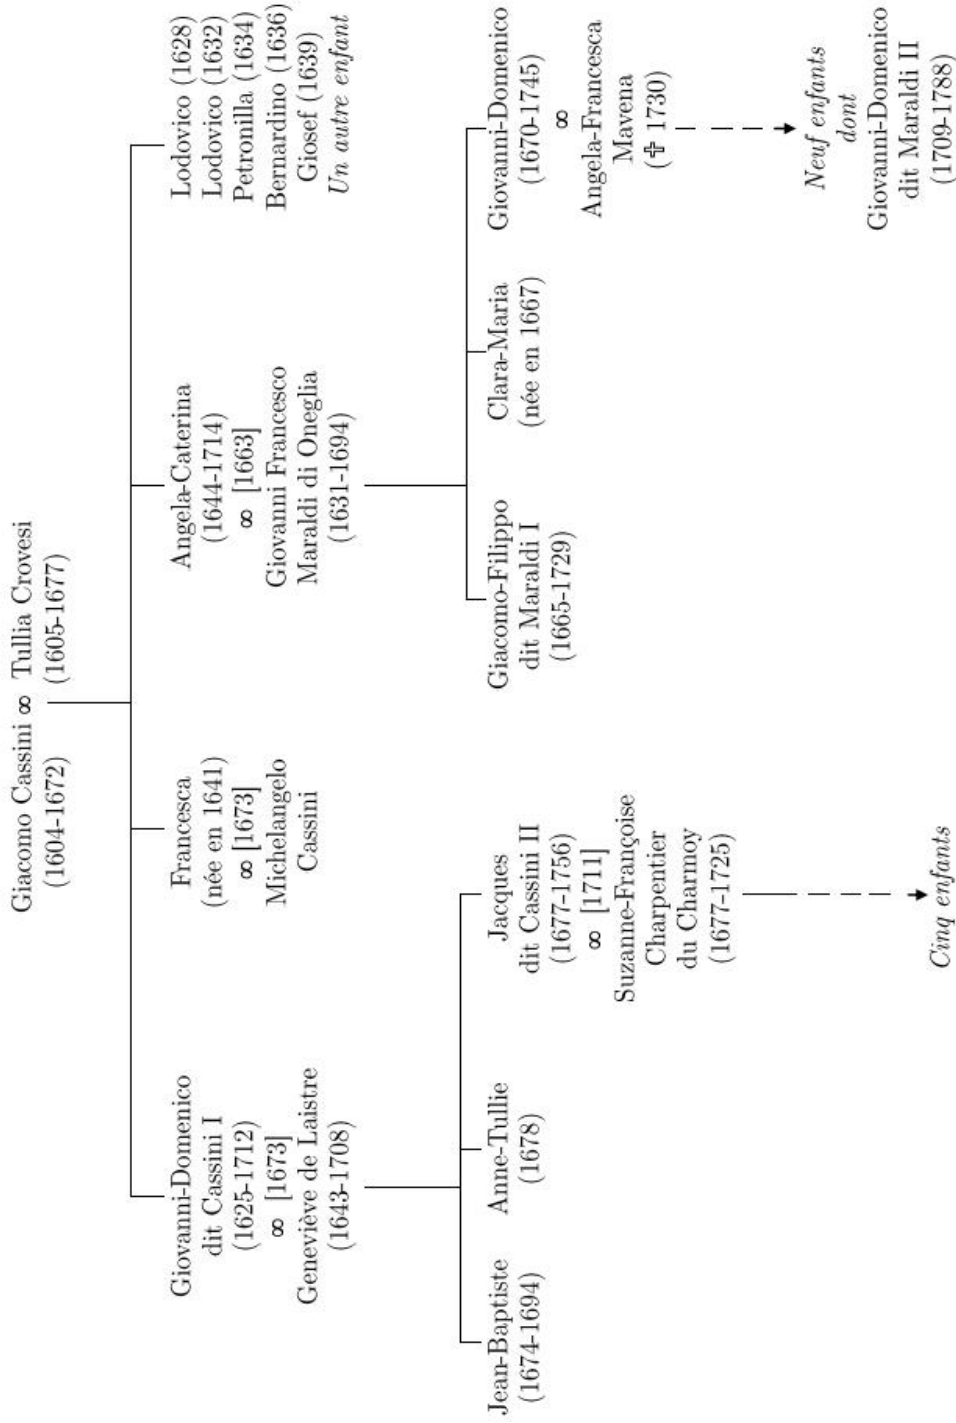 Giacomo Cassini ∞ Tullia Crovesi
(1604-1672)
(1605-1677)
Giovanni-Domenico
dit Cassini I
(1625-1712)
∞ [1673]
Geneviève de Laistre
(1643-1708)
Francesca
(née en 1641)
∞ [1673]
Michelangelo
Cassini
Angela-Caterina
(1644-1714)
∞ [1663]
Giovanni Francesco
Maraldi di Oneglia
(1631-1694)
Lodovico (1628)
Lodovico (1632)
Petronilla (1634)
Bernardino (1636)
Giosef (1639)
Un autre enfant
Jean-Baptiste
(1674-1694)
Anne-Tullie
(1678)
Jacques
dit Cassini II
(1677-1756)
∞ [1711]
Suzanne-Françoise
Charpentier
du Charmoy
(1677-1725)
Giacomo-Filippo
dit Maraldi I
(1665-1729)
Clara-Maria
(née en 1667)
Giovanni-Domenico
(1670-1745)
∞
Angela-Francesca
Mavena
(✞ 1730)
Cinq enfants
Neuf enfants
dont
Giovanni-Domenico
dit Maraldi II
(1709-1788)